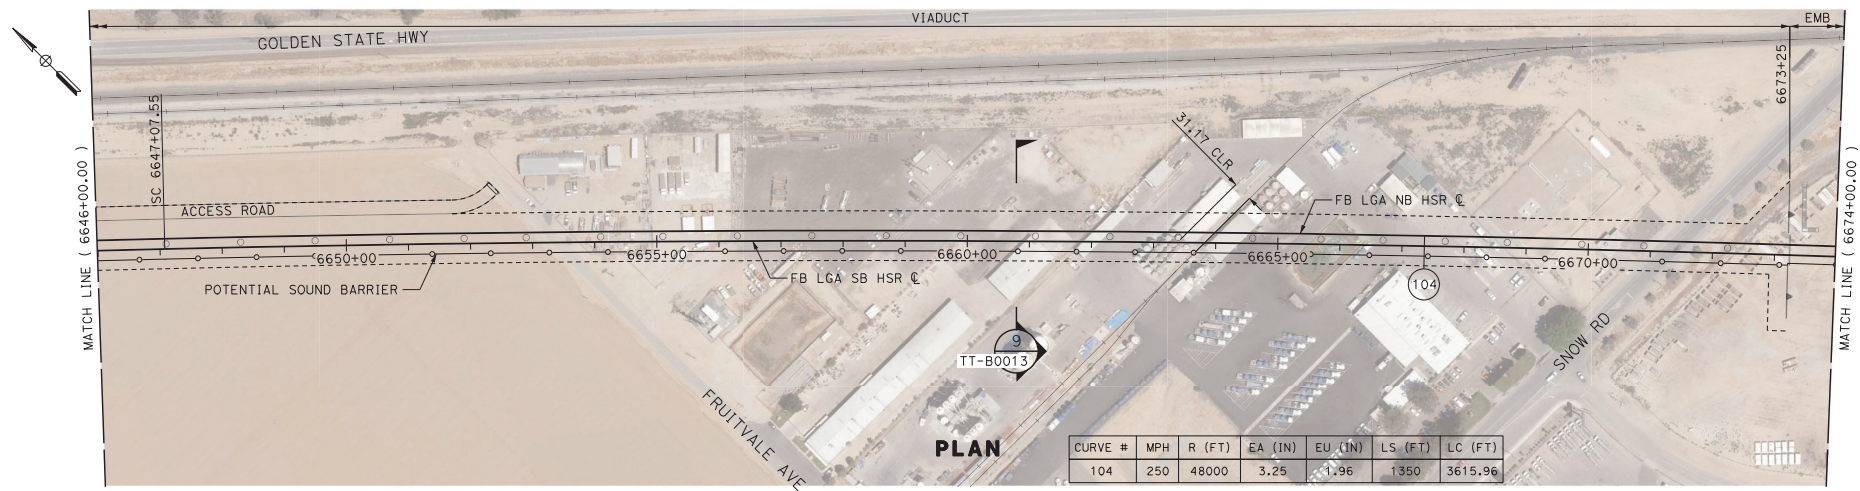 VIADUCT
EMB
GOLDEN STATE HWY
6673+25
SC 6647+07.55
31.17 CLR
MATCH LINE ( 6646+00.00 )
ACCESS ROAD
FB LGA NB HSR ℄
MATCH LINE ( 6674+00.00 )
6650+00
6655+00
6660+00
6665+00
6670+00
POTENTIAL SOUND BARRIER
FB LGA SB HSR ℄
104
9
TT-B0013
SNOW RD
FRUITVALE AVE
PLAN
CURVE # MPH R (FT) EA (IN) EU (IN) LS (FT) LC (FT)
104 250 48000 3.25 1.96 1350 3615.96